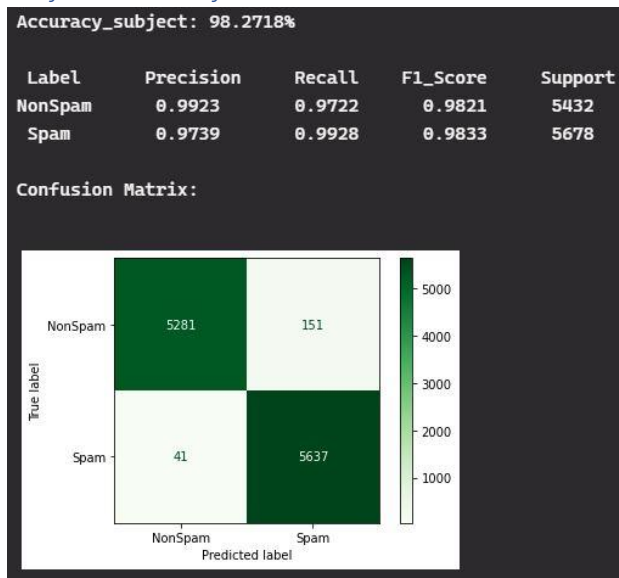 Accuracy_subject: 98.2718%
Label Precision Recall F1_Score Support
NonSpam 0.9923 0.9722 0.9821 5432
Spam 0.9739 0.9928 0.9833 5678
Confusion Matrix:
True label
NonSpam
5281 151
Spam
41 5637
NonSpam Spam
Predicted label
5000
4000
3000
2000
1000